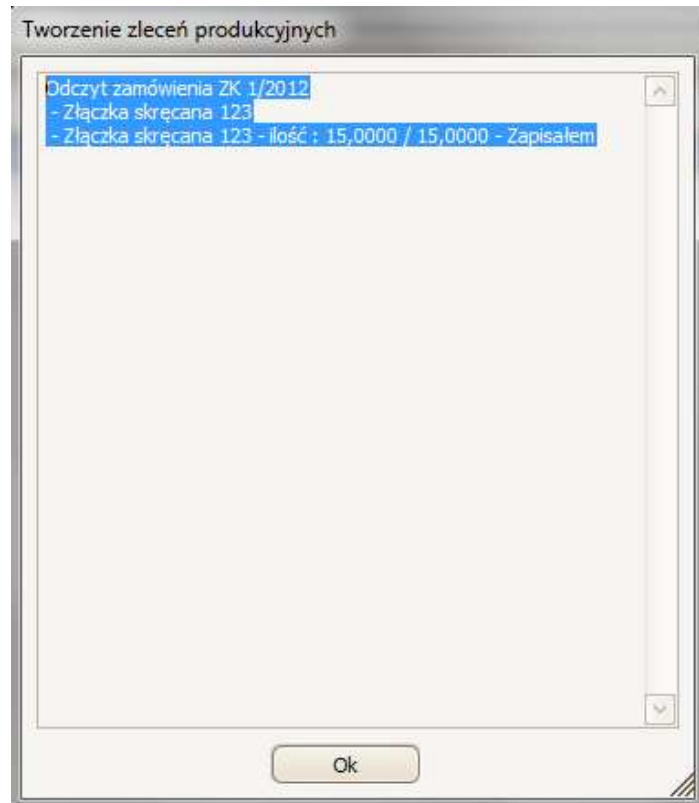 Tworzenie zleceń produkcyjnych
Odczyt zamówienia ZK 1/2012
- Złączka skręcana 123
- Złączka skręcana 123 - ilość : 15,0000 / 15,0000 - Zapisałem
Ok